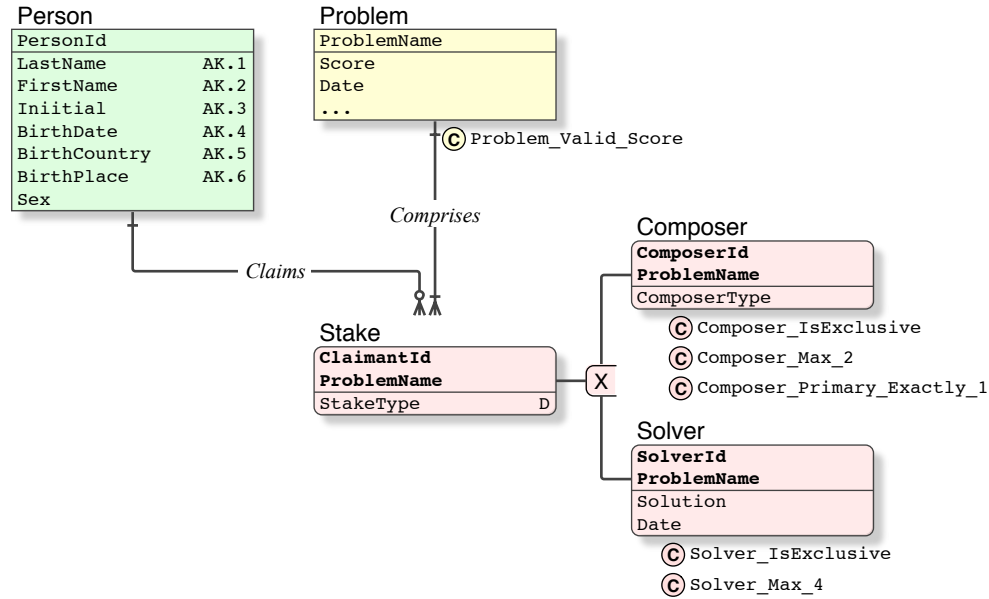 Person
PersonId
LastName AK.1
FirstName AK.2
Iniitial AK.3
BirthDate AK.4
BirthCountry AK.5
BirthPlace AK.6
Sex
Problem
ProblemName
Score
Date
...
C Problem_Valid_Score
Comprises
Claims
Stake
ClaimantId
ProblemName
StakeType D
X
Composer
ComposerId
ProblemName
ComposerType
C Composer_IsExclusive
C Composer_Max_2
C Composer_Primary_Exactly_1
Solver
SolverId
ProblemName
Solution
Date
C Solver_IsExclusive
C Solver_Max_4